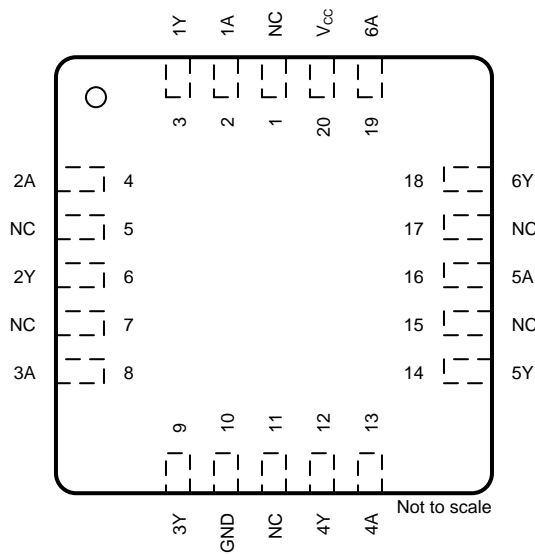 1Y 1A NC VCC 6A
3 2 1 20 19
2A 4 18 6Y
NC 5 17 NC
2Y 6 16 5A
NC 7 15 NC
3A 8 14 5Y
9 10 11 12 13
3Y GND NC 4Y 4A
Not to scale